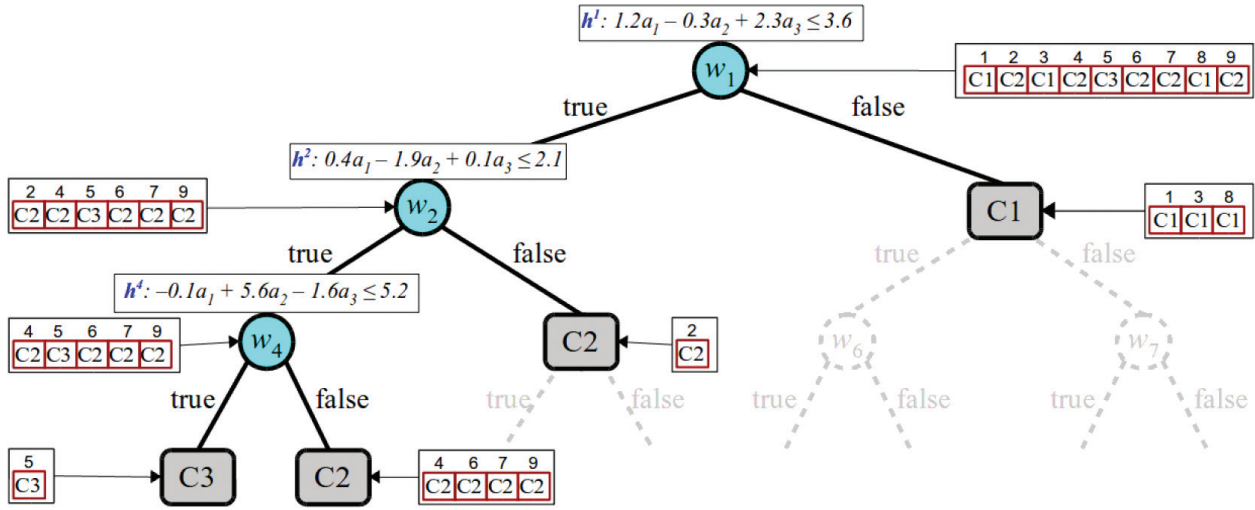 h¹: 1.2a₁ – 0.3a₂ + 2.3a₃ ≤ 3.6
w₁
1 2 3 4 5 6 7 8 9
C1 C2 C1 C2 C3 C2 C2 C1 C2
true
false
h²: 0.4a₁ – 1.9a₂ + 0.1a₃ ≤ 2.1
2 4 5 6 7 9
C2 C2 C3 C2 C2 C2
w₂
C1
1 3 8
C1 C1 C1
true
false
true
false
h⁴: –0.1a₁ + 5.6a₂ – 1.6a₃ ≤ 5.2
4 5 6 7 9
C2 C3 C2 C2 C2
w₄
C2
2
C2
w₆
w₇
true
false
true
false
true
false
true
false
5
C3
C3
C2
4 6 7 9
C2 C2 C2 C2